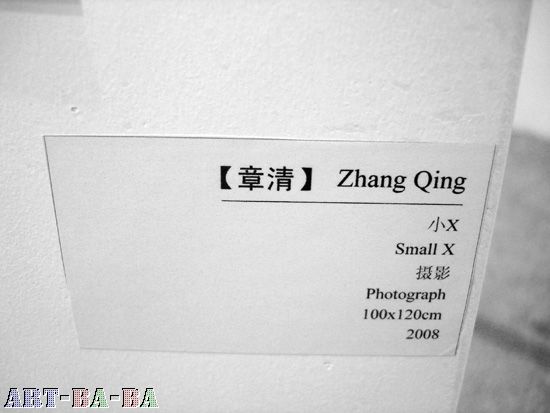 【章清】 Zhang Qing
小X
Small X
摄影
Photograph
100x120cm
2008
ART-BA-BA